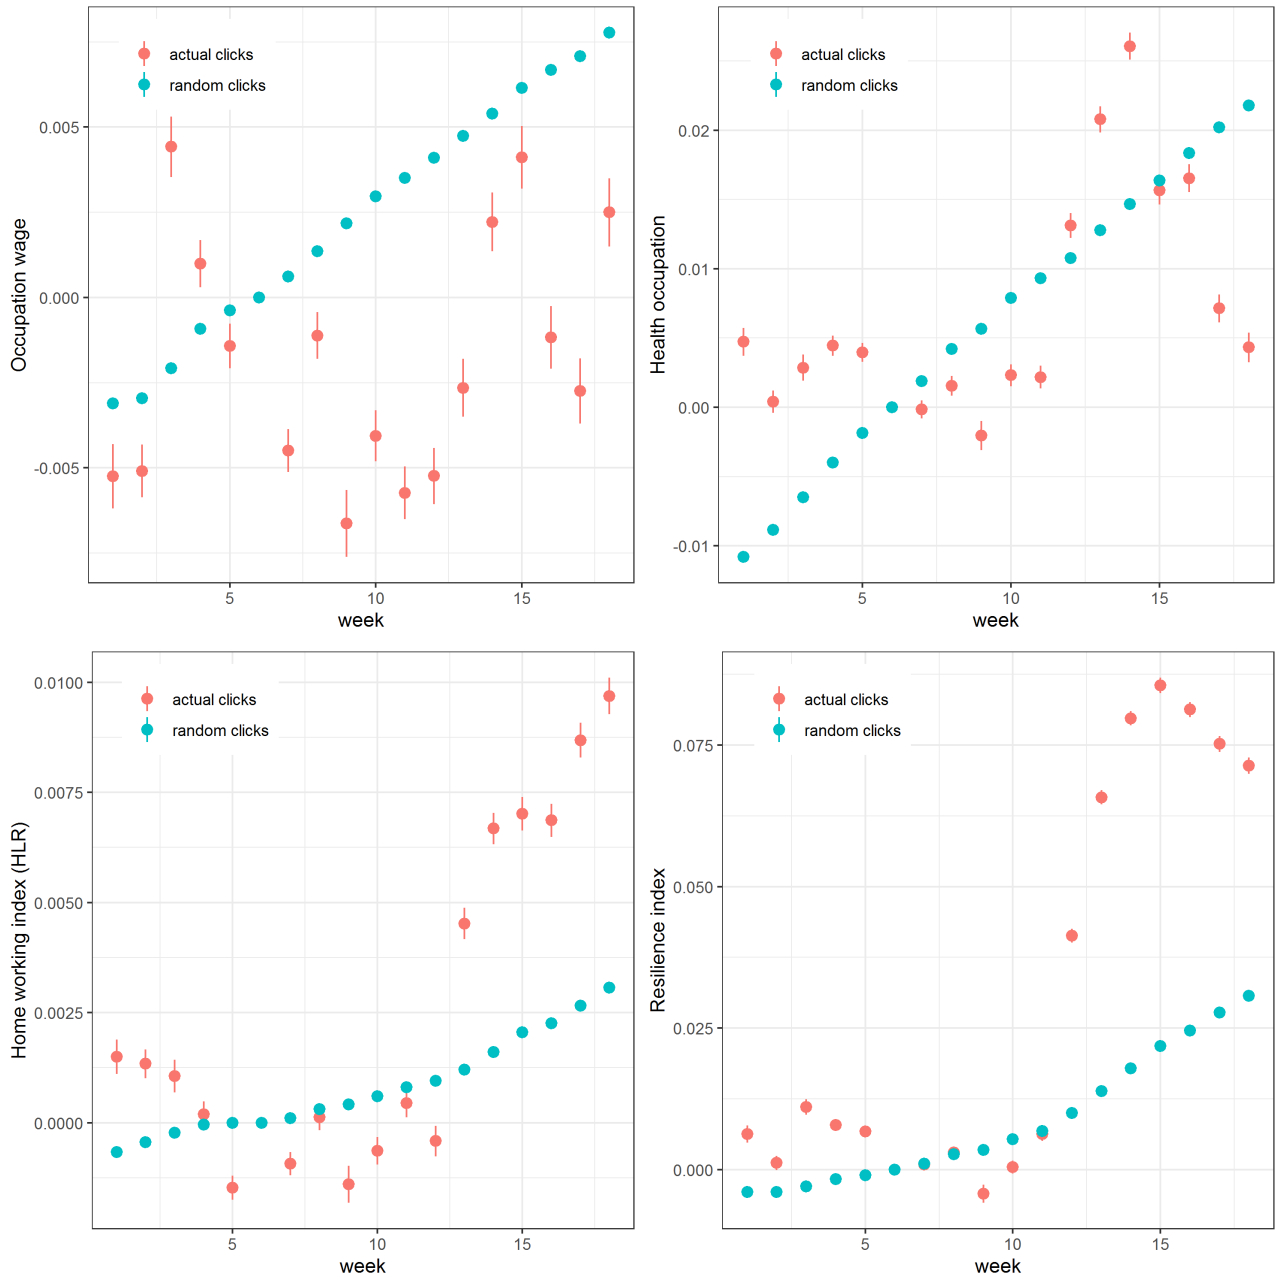 actual clicks
random clicks
0.005
0.000
-0.005
Occupation wage
5
10
15
week
actual clicks
random clicks
0.02
0.01
0.00
-0.01
Health occupation
5
10
15
week
actual clicks
random clicks
0.0100
0.0075
0.0050
0.0025
0.0000
Home working index (HLR)
5
10
15
week
actual clicks
random clicks
0.075
0.050
0.025
0.000
Resilience index
5
10
15
week